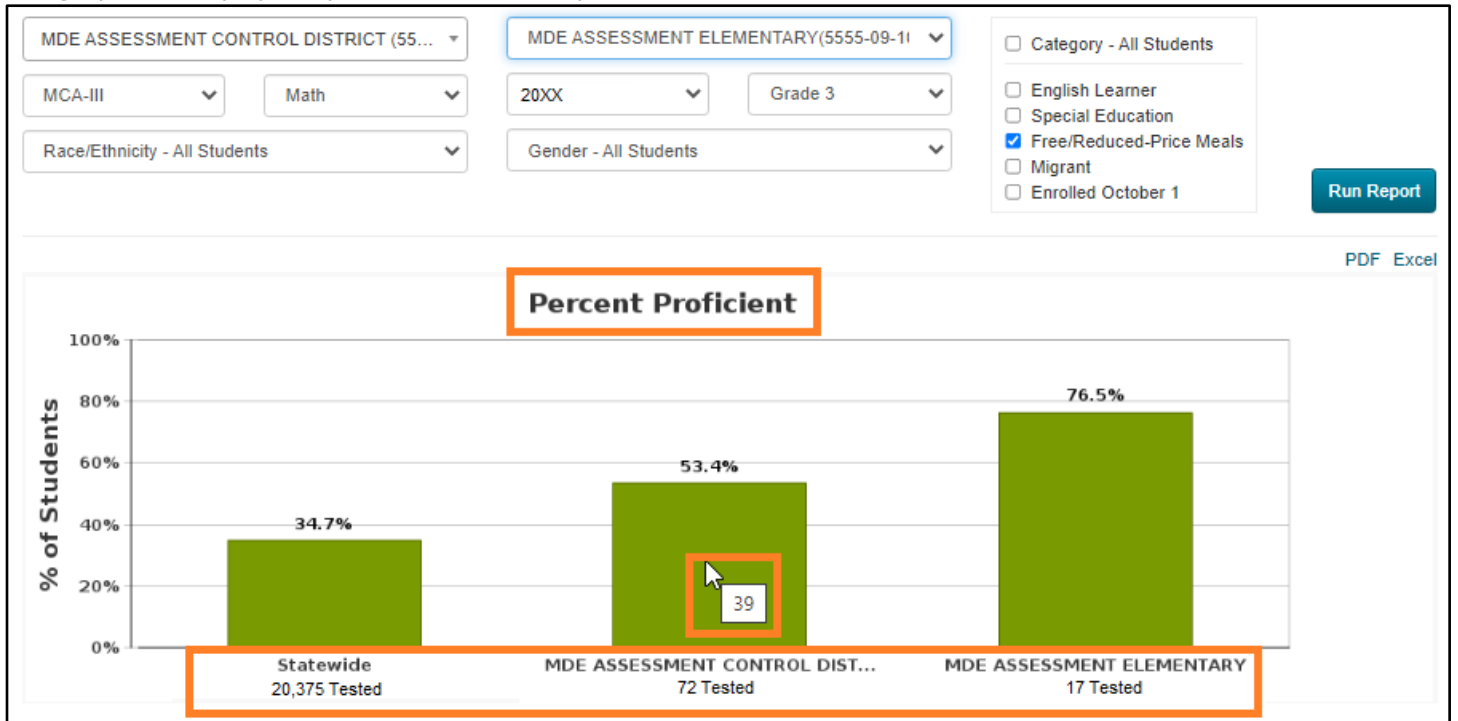 MDE ASSESSMENT CONTROL DISTRICT (55...
MDE ASSESSMENT ELEMENTARY(5555-09-1
MCA-III
Math
20XX
Grade 3
Race/Ethnicity - All Students
Gender - All Students
Category - All Students
English Learner
Special Education
Free/Reduced-Price Meals
Migrant
Enrolled October 1
Run Report
PDF Excel
Percent Proficient
% of Students
100%
80%
60%
40%
20%
0%
34.7%
53.4%
76.5%
39
Statewide
20,375 Tested
MDE ASSESSMENT CONTROL DIST...
72 Tested
MDE ASSESSMENT ELEMENTARY
17 Tested